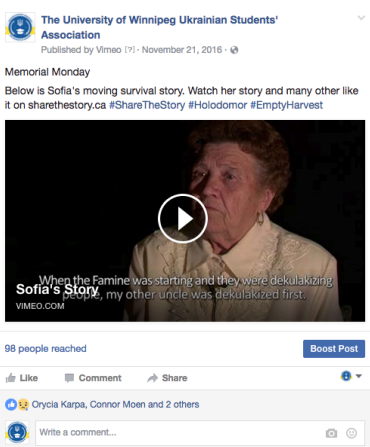 The University of Winnipeg Ukrainian Students'
Association
Published by Vimeo [?] · November 21, 2016 ·
Memorial Monday
Below is Sofia's moving survival story. Watch her story and many other like
it on sharethestory.ca #ShareTheStory #Holodomor #EmptyHarvest
When the Famine was starting and they were dekulakizing
people, my other uncle was dekulakized first.
Sofia's Story
VIMEO.COM
98 people reached
Boost Post
Like Comment Share
Orycia Karpa, Connor Moen and 2 others
Write a comment...